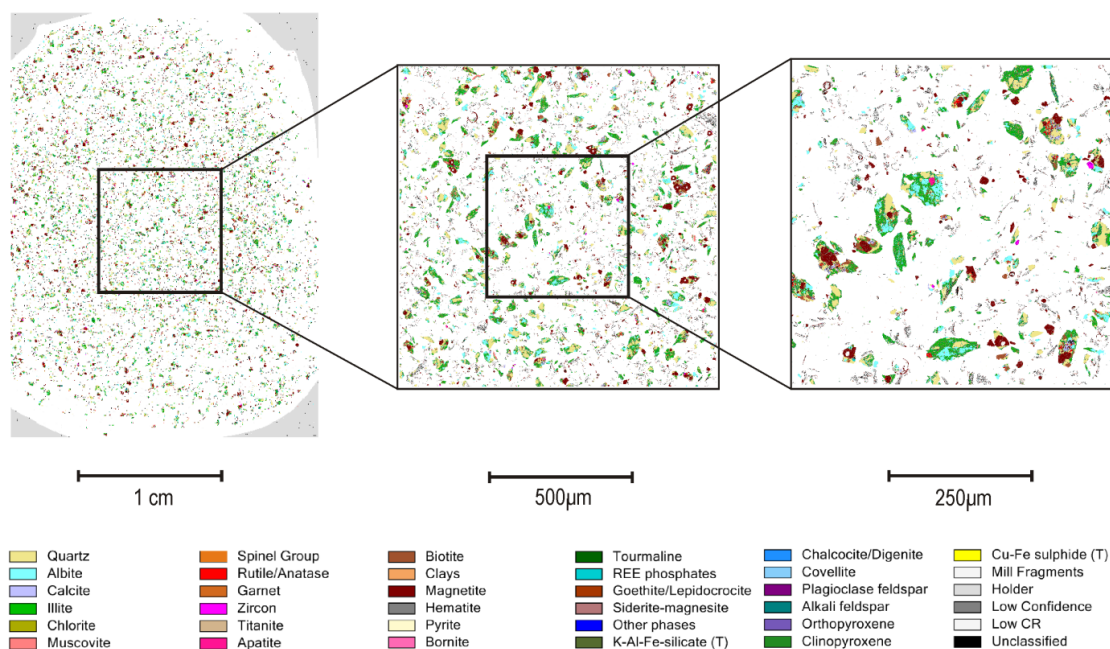 1 cm
500µm
250µm
Quartz
Albite
Calcite
Illite
Chlorite
Muscovite
Spinel Group
Rutile/Anatase
Garnet
Zircon
Titanite
Apatite
Biotite
Clays
Magnetite
Hematite
Pyrite
Bornite
Tourmaline
REE phosphates
Goethite/Lepidocrocite
Siderite-magnesite
Other phases
K-Al-Fe-silicate (T)
Chalcocite/Digenite
Covellite
Plagioclase feldspar
Alkali feldspar
Orthopyroxene
Clinopyroxene
Cu-Fe sulphide (T)
Mill Fragments
Holder
Low Confidence
Low CR
Unclassified